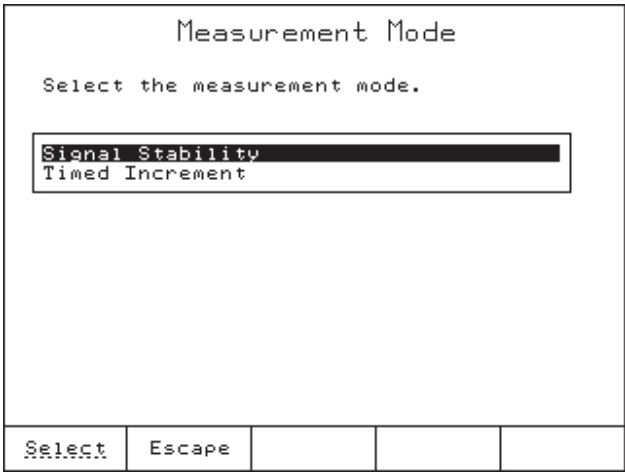 Measurement Mode
Select the measurement mode.
Signal Stability
Timed Increment
Select Escape